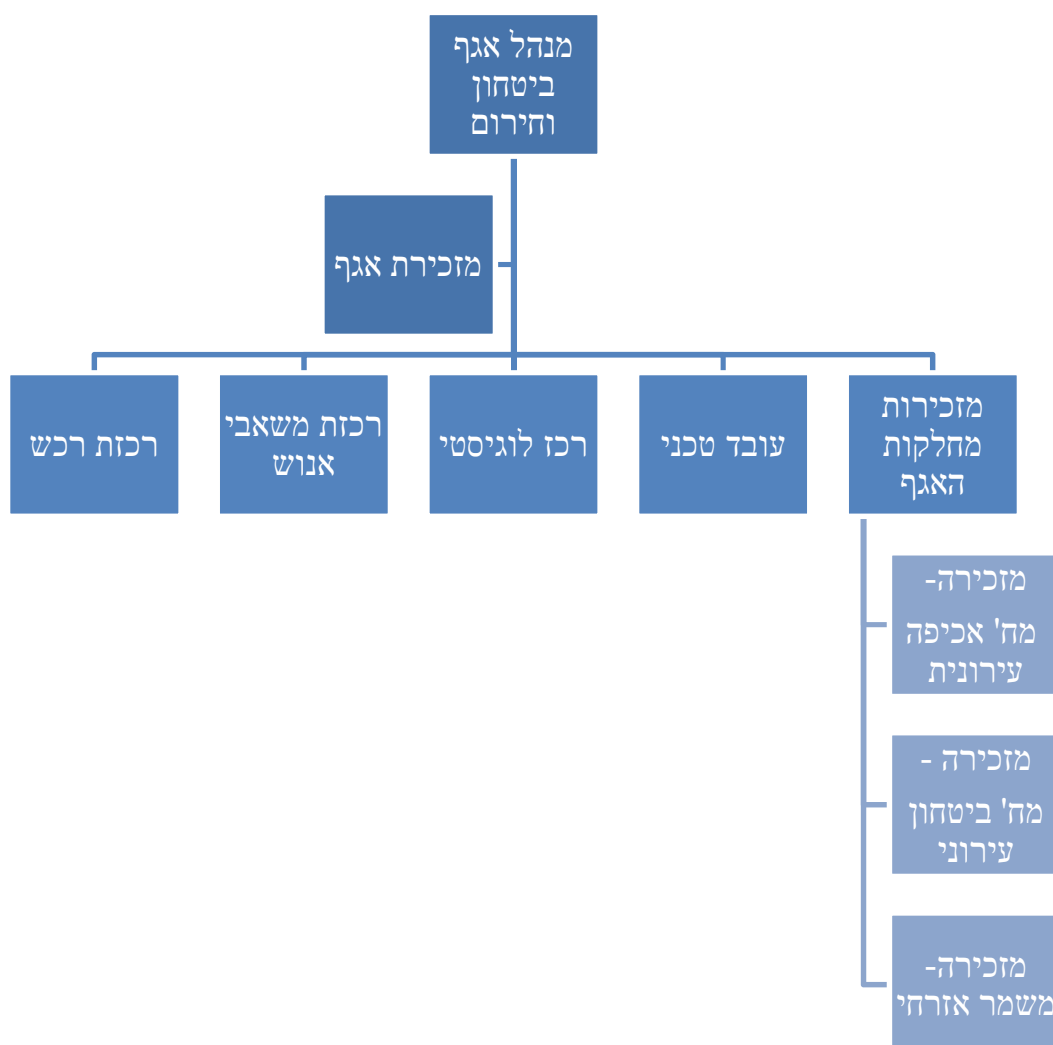 מנהל אגף
ביטחון
וחירום
מזכירת אגף
מזכירות
מחלקות
האגף
עובד טכני
רכז לוגיסטי
רכזת משאבי
אנוש
רכזת רכש
מזכירה-
מח' אכיפה
עירונית
מזכירה -
מח' ביטחון
עירוני
מזכירה-
משמר אזרחי